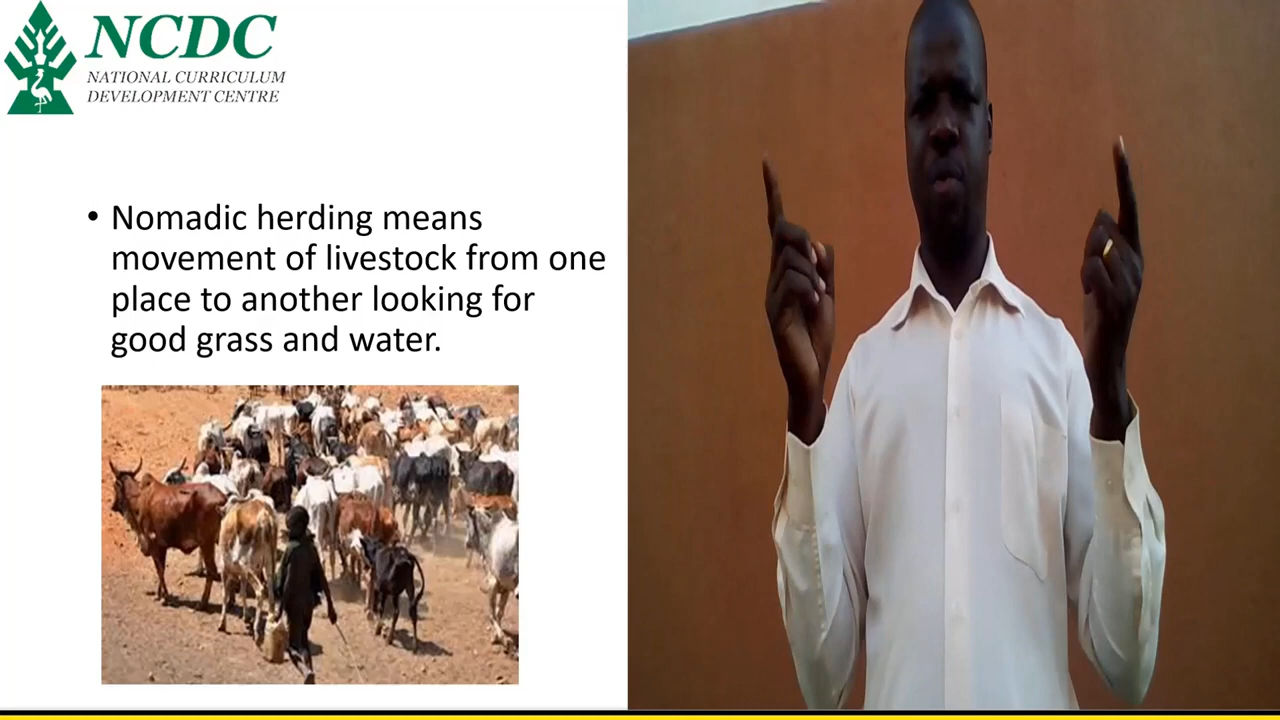 NCDC
NATIONAL CURRICULUM
DEVELOPMENT CENTRE
• Nomadic herding means
movement of livestock from one
place to another looking for
good grass and water.